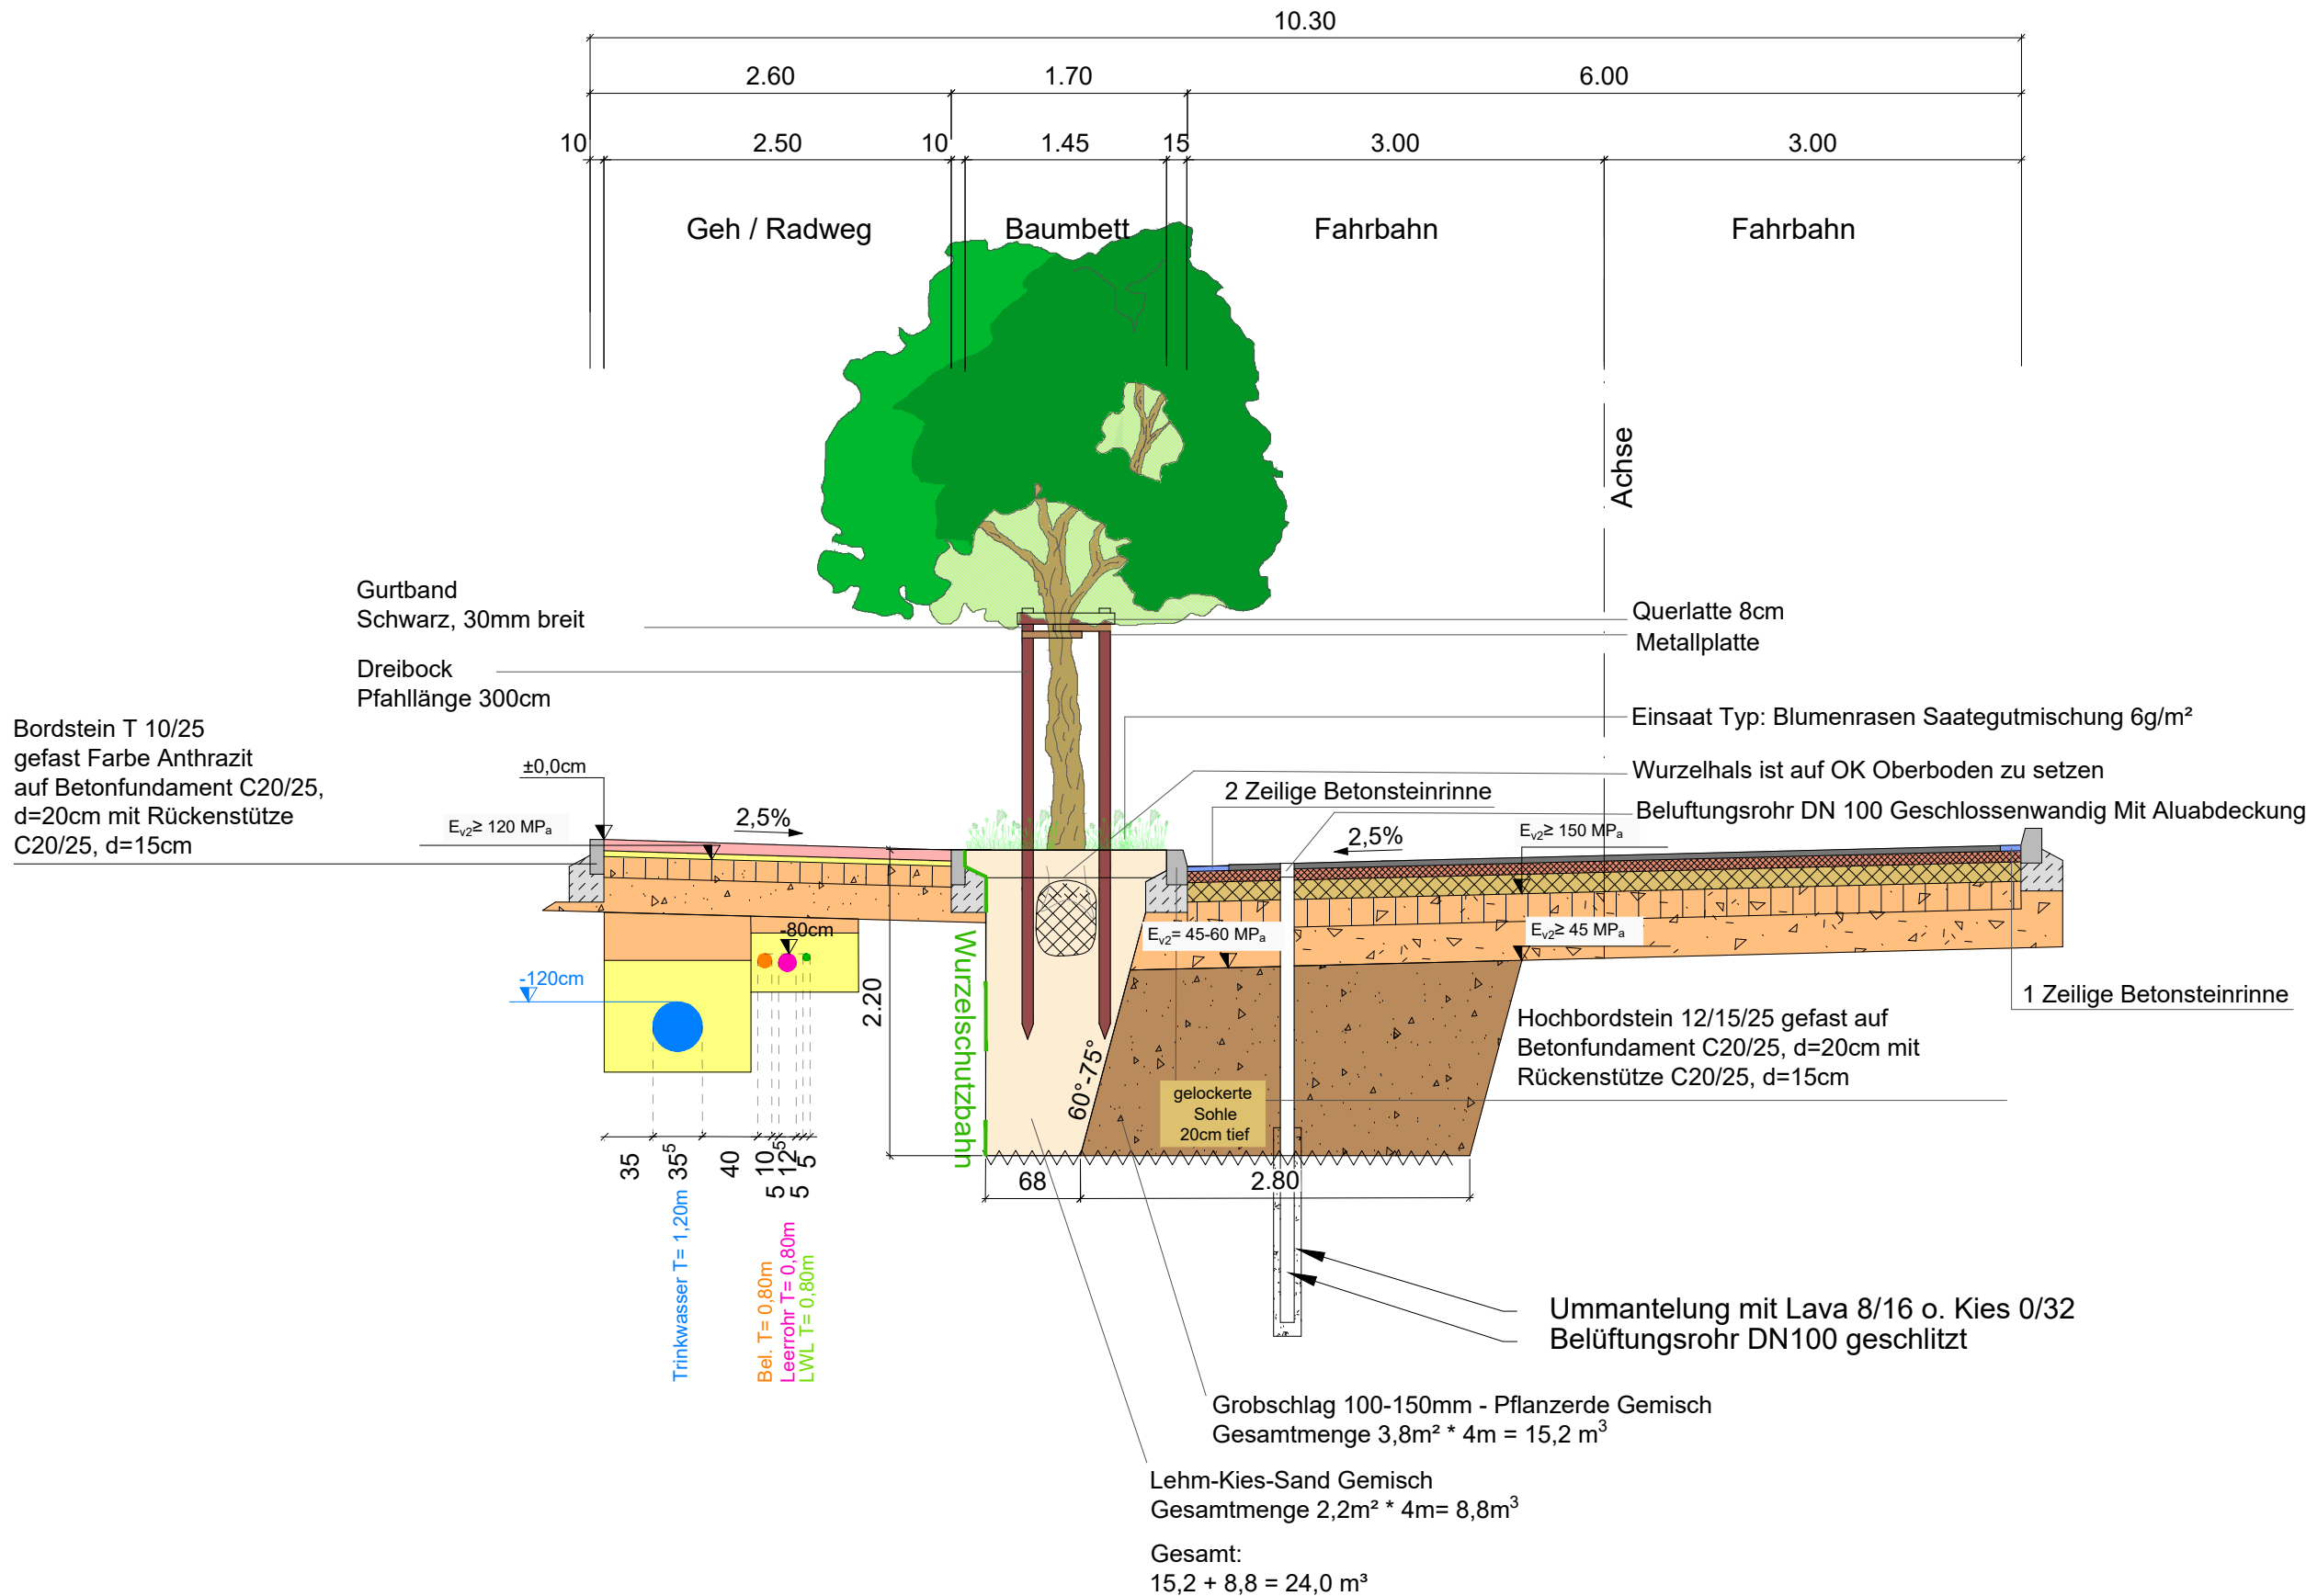 10.30
2.60
1.70
6.00
10
2.50
10
1.45
15
3.00
3.00
Geh / Radweg
Baumbett
Fahrbahn
Fahrbahn
Achse
Gurtband
Schwarz, 30mm breit
Querlatte 8cm
Metallplatte
Dreibock
Pfahllänge 300cm
Bordstein T 10/25
gefast Farbe Anthrazit
auf Betonfundament C20/25,
d=20cm mit Rückenstütze
C20/25, d=15cm
Einsaat Typ: Blumenrasen Saategutmischung 6g/m²
±0,0cm
Wurzelhals ist auf OK Oberboden zu setzen
2 Zeilige Betonsteinrinne
Beluftungsrohr DN 100 Geschlossenwandig Mit Aluabdeckung
Ev2≥ 120 MPa
2,5%
2,5%
Ev2≥ 150 MPa
-80cm
Ev2= 45-60 MPa
Ev2≥ 45 MPa
-120cm
2.20
Wurzelschutzbahn
60°-75°
1 Zeilige Betonsteinrinne
Hochbordstein 12/15/25 gefast auf
Betonfundament C20/25, d=20cm mit
Rückenstütze C20/25, d=15cm
gelockerte
Sohle
20cm tief
35
35⁵
40
10
5
12⁵
5
5
68
2.80
Trinkwasser T= 1,20m
Bel. T= 0,80m
Leerrohr T= 0,80m
LWL T= 0,80m
Ummantelung mit Lava 8/16 o. Kies 0/32
Belüftungsrohr DN100 geschlitzt
Grobschlag 100-150mm - Pflanzerde Gemisch
Gesamtmenge 3,8m² * 4m = 15,2 m³
Lehm-Kies-Sand Gemisch
Gesamtmenge 2,2m² * 4m= 8,8m³
Gesamt:
15,2 + 8,8 = 24,0 m³